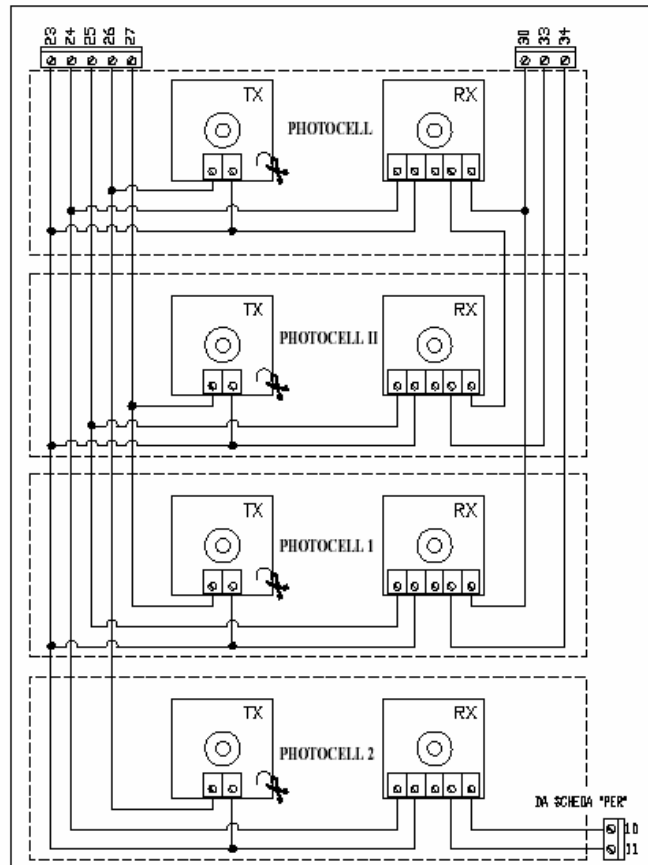 23 24 25 26 27
30 33 34
TX PHOTOCELL RX
TX PHOTOCELL II RX
TX PHOTOCELL 1 RX
TX PHOTOCELL 2 RX
DA SCHEDA "PER"
10
11